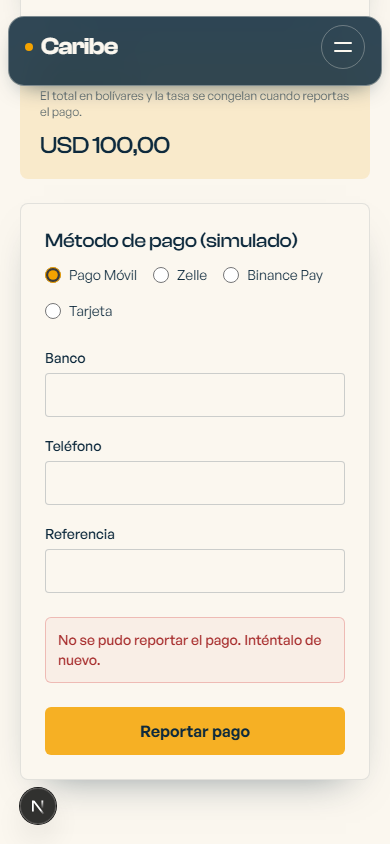 Caribe
El total en bolívares y la tasa se congelan cuando reportas
el pago.
USD 100,00
Método de pago (simulado)
Pago Móvil
Zelle
Binance Pay
Tarjeta
Banco
Teléfono
Referencia
No se pudo reportar el pago. Inténtalo de
nuevo.
Reportar pago
N